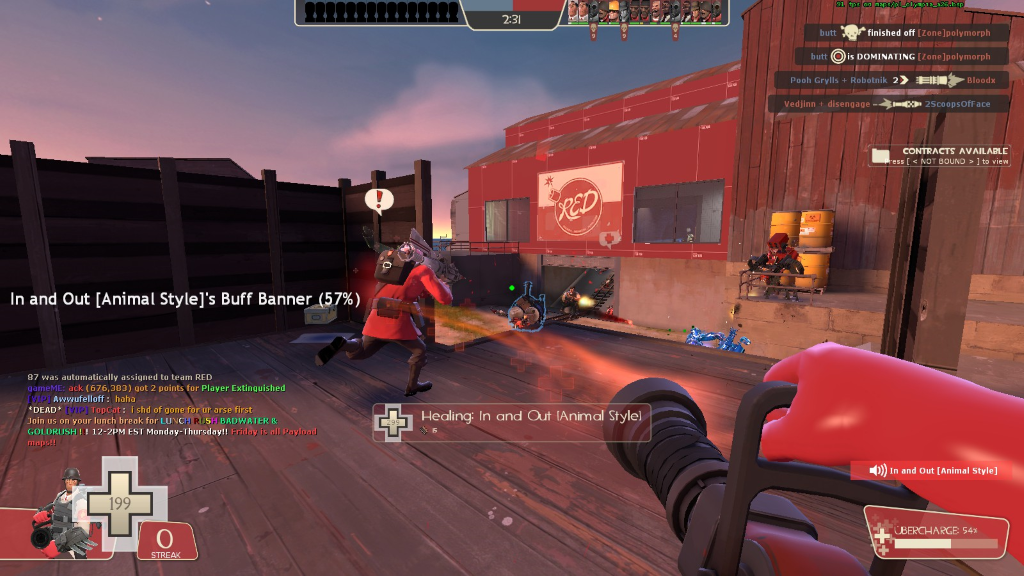 2:31
butt finished off [Zone]polymorph
butt is DOMINATING [Zone]polymorph
Pooh Grylls + Robotnik 2 Bloodx
Vedjinn + disengage 2ScoopsOfFace
CONTRACTS AVAILABLE
Press [ < NOT BOUND > ] to view
RED
In and Out [Animal Style]'s Buff Banner (57%)
87 was automatically assigned to team RED
gameME: ack (676,303) got 2 points for Player Extinguished
[VIP] Awwufelloff : haha
*DEAD* [VIP] TopCat : i shd of gone for ur arse first
Join us on your lunch break for LUNCH RUSH BADWATER &
GOLDRUSH ! ! 12-2PM EST Monday-Thursday!! Friday is all Payload
maps!!
Healing: In and Out [Animal Style]
In and Out [Animal Style]
199
0
STREAK
ÜBERCHARGE: 54%